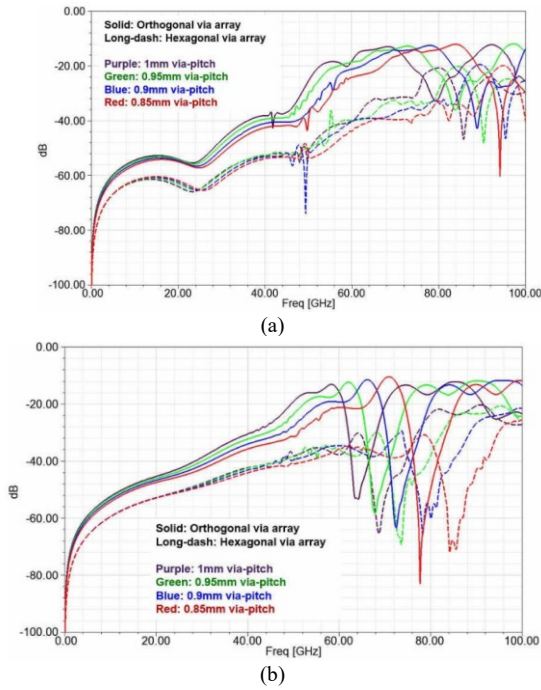 0.00
Solid: Orthogonal via array
Long-dash: Hexagonal via array
-20.00
Purple: 1mm via-pitch
Green: 0.95mm via-pitch
Blue: 0.9mm via-pitch
Red: 0.85mm via-pitch
-40.00
dB
-60.00
-80.00
-100.00
0.00 20.00 40.00 60.00 80.00 100.00
Freq [GHz]
(a)
0.00
-20.00
-40.00
dB
-60.00
Solid: Orthogonal via array
Long-dash: Hexagonal via array
Purple: 1mm via-pitch
Green: 0.95mm via-pitch
-80.00
Blue: 0.9mm via-pitch
Red: 0.85mm via-pitch
-100.00
0.00 20.00 40.00 60.00 80.00 100.00
Freq [GHz]
(b)